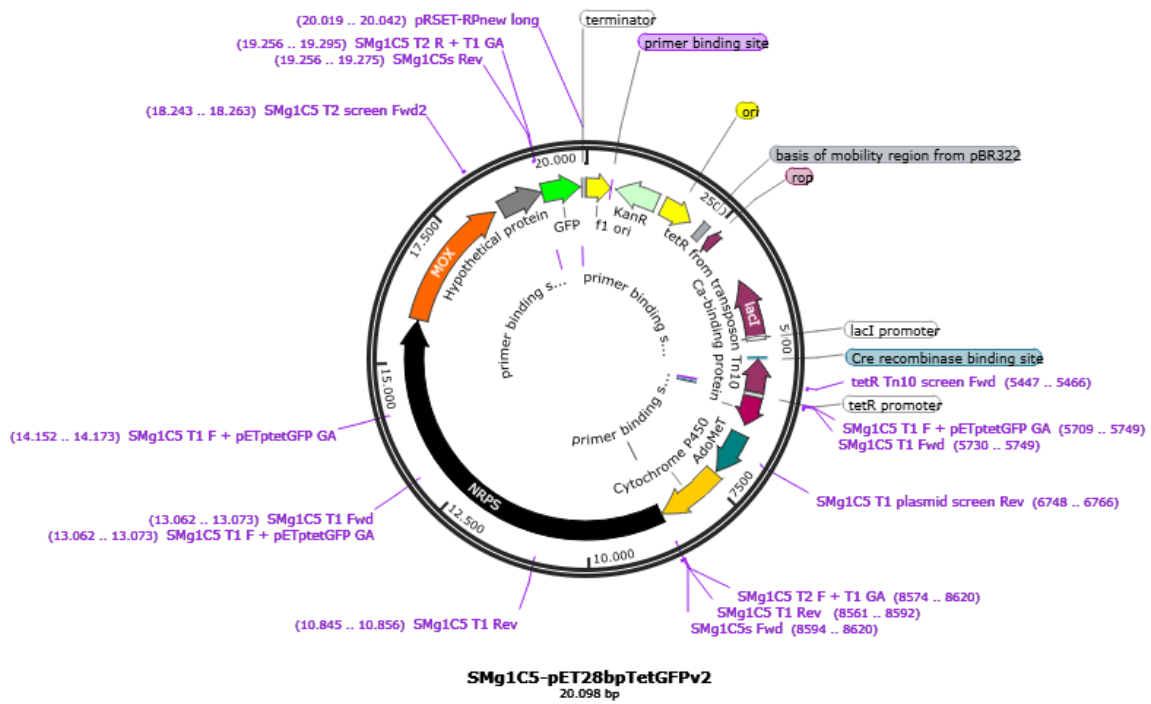 (20.019 .. 20.042) pRSET-RPnew long
terminator
(19.256 .. 19.295) SMg1C5 T2 R + T1 GA
primer binding site
(19.256 .. 19.275) SMg1C5s Rev
(18.243 .. 18.263) SMg1C5 T2 screen Fwd2
ori
basis of mobility region from pBR322
rop
20.000
2500
17.500
MOX
Hypothetical protein
GFP
f1 ori
KanR
tetR from transposon Tn10
Ca-binding protein
lacI
primer binding s...
primer binding s...
primer binding s...
lacI promoter
Cre recombinase binding site
tetR Tn10 screen Fwd (5447 .. 5466)
tetR promoter
15.000
SMg1C5 T1 F + pETptetGFP GA (5709 .. 5749)
SMg1C5 T1 Fwd (5730 .. 5749)
(14.152 .. 14.173) SMg1C5 T1 F + pETptetGFP GA
Cytochrome P450
AdoMeT
7500
NRPS
SMg1C5 T1 plasmid screen Rev (6748 .. 6766)
(13.062 .. 13.073) SMg1C5 T1 Fwd
(13.062 .. 13.073) SMg1C5 T1 F + pETptetGFP GA
12.500
10.000
SMg1C5 T2 F + T1 GA (8574 .. 8620)
SMg1C5 T1 Rev (8561 .. 8592)
SMg1C5s Fwd (8594 .. 8620)
(10.845 .. 10.856) SMg1C5 T1 Rev
SMg1C5-pET28bpTetGFPv2
20.098 bp